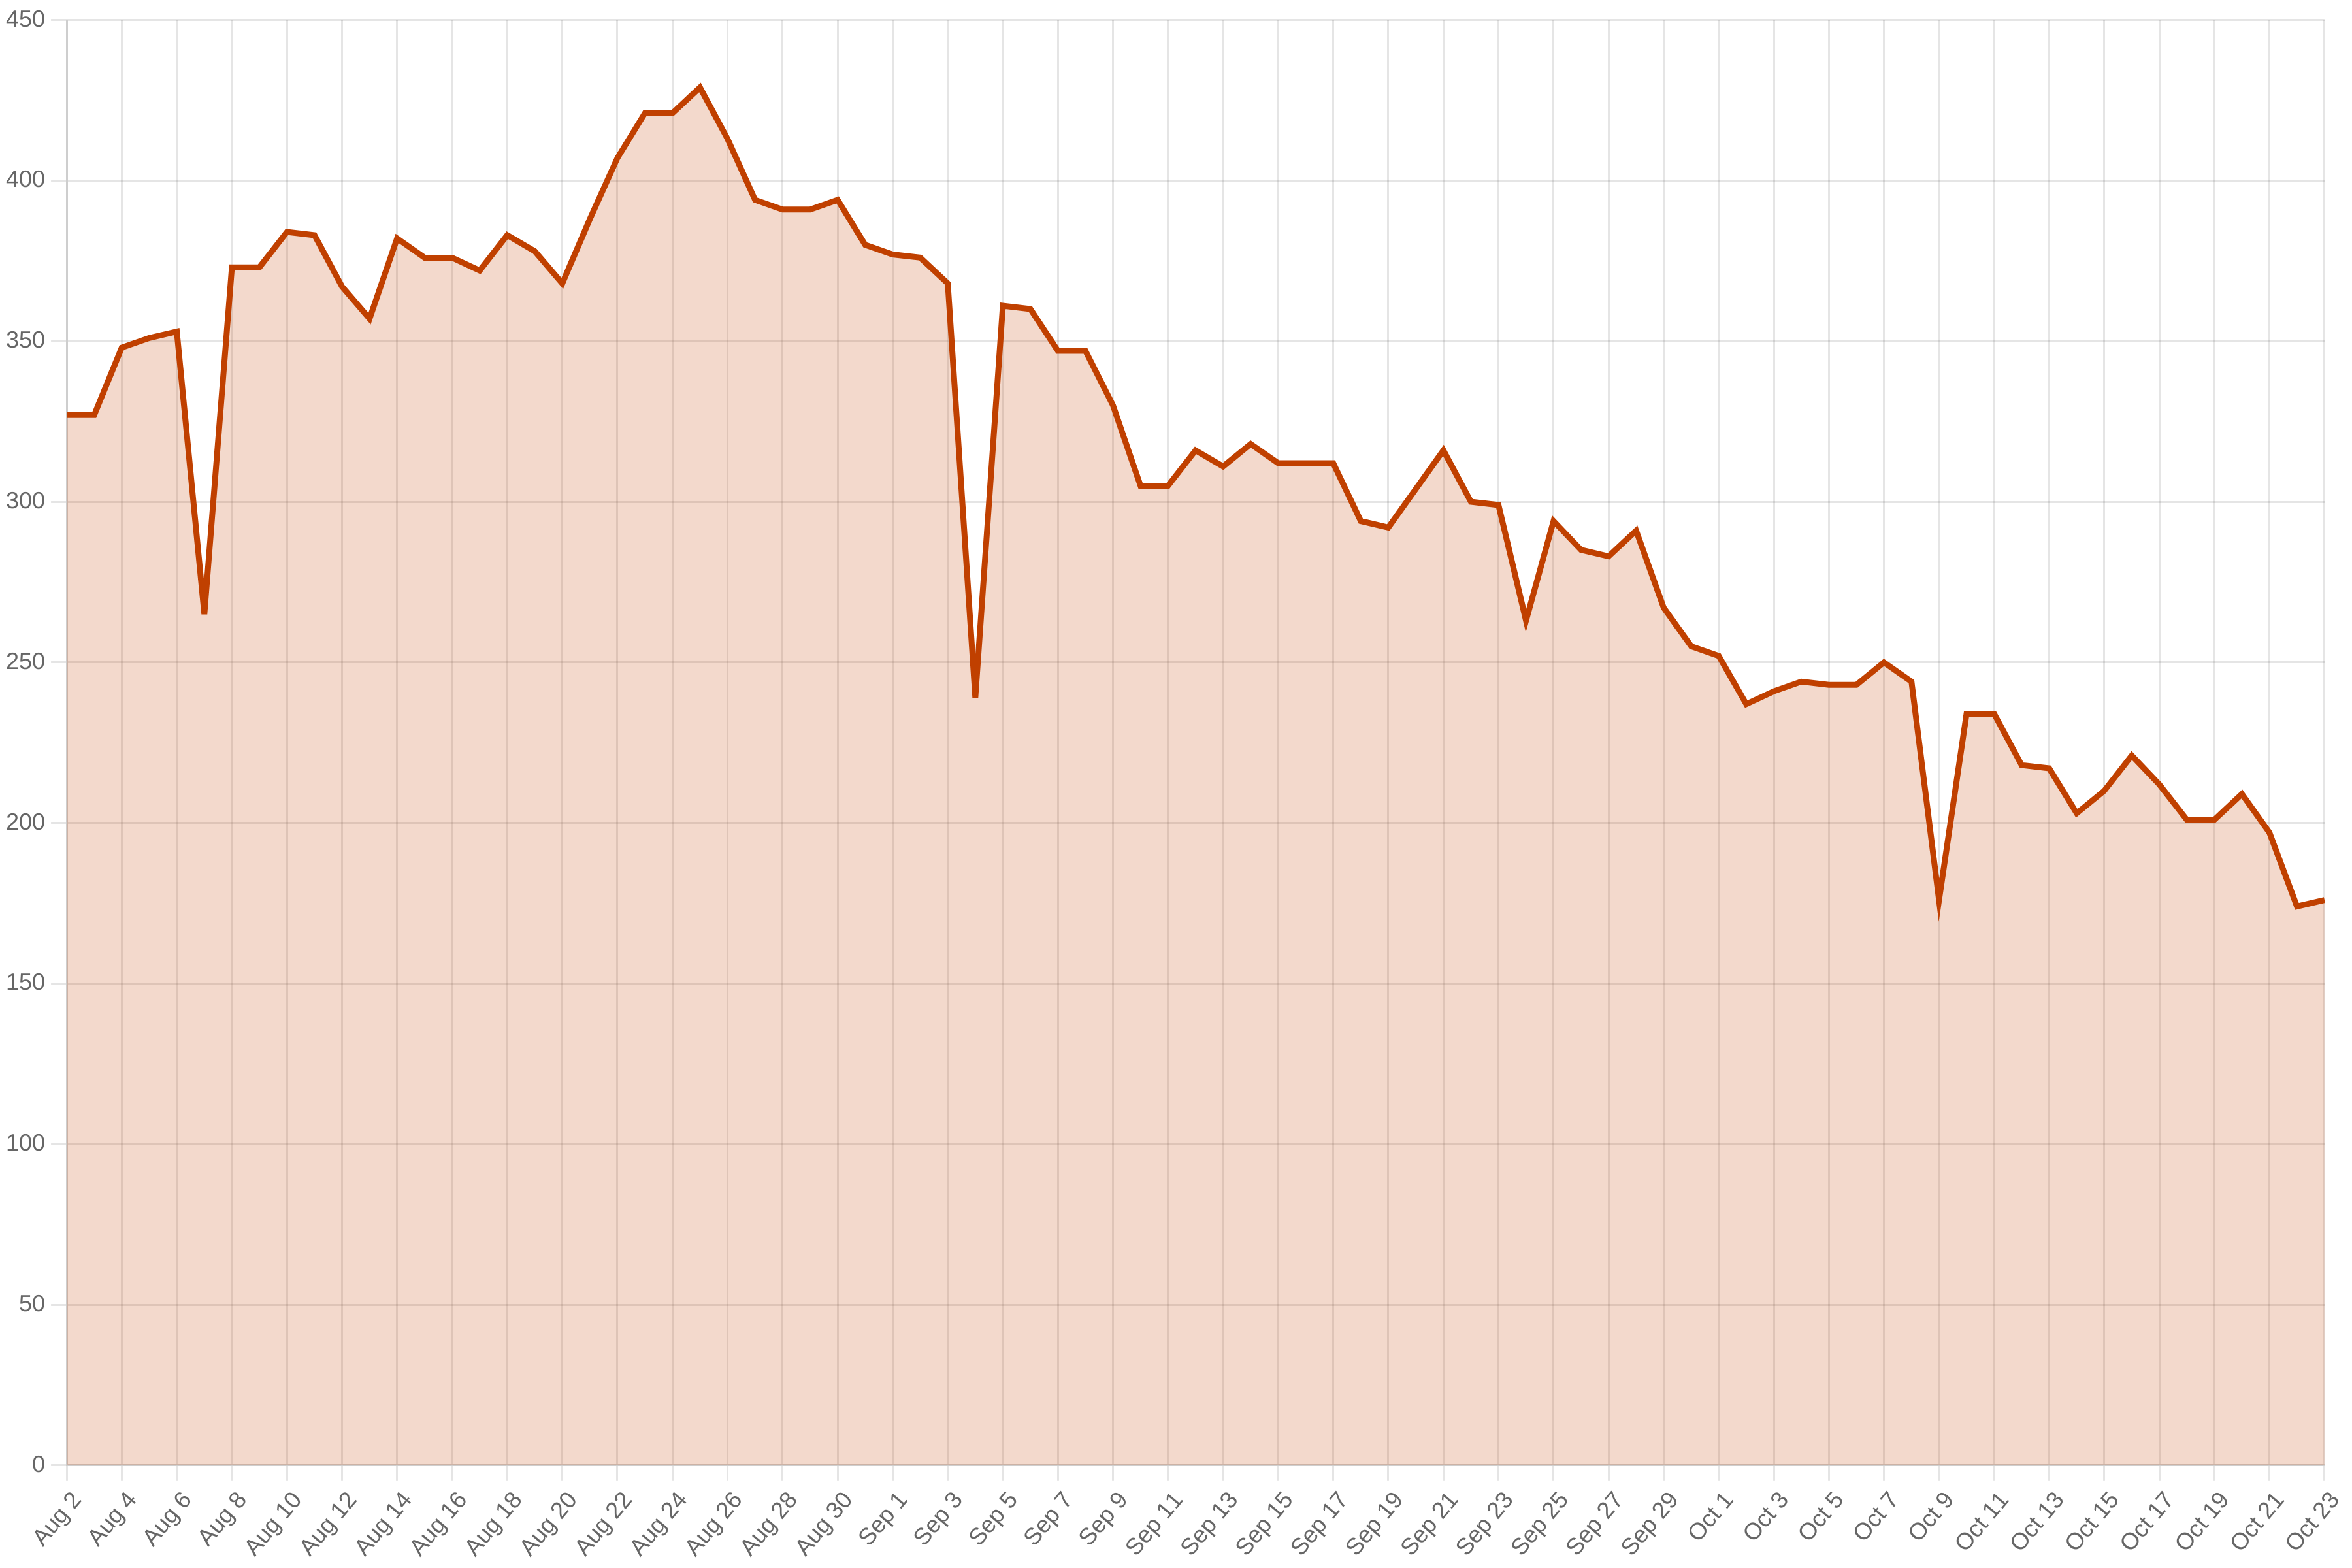 450
400
350
300
250
200
150
100
50
0
Aug 2
Aug 4
Aug 6
Aug 8
Aug 10
Aug 12
Aug 14
Aug 16
Aug 18
Aug 20
Aug 22
Aug 24
Aug 26
Aug 28
Aug 30
Sep 1
Sep 3
Sep 5
Sep 7
Sep 9
Sep 11
Sep 13
Sep 15
Sep 17
Sep 19
Sep 21
Sep 23
Sep 25
Sep 27
Sep 29
Oct 1
Oct 3
Oct 5
Oct 7
Oct 9
Oct 11
Oct 13
Oct 15
Oct 17
Oct 19
Oct 21
Oct 23